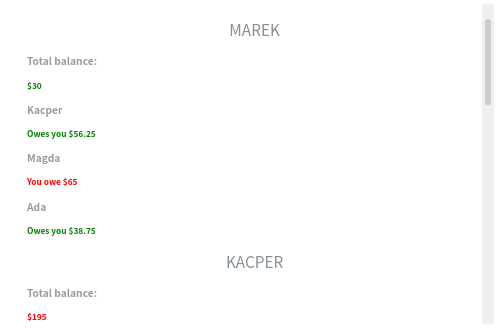 MAREK
Total balance:
$30
Kacper
Owes you $56.25
Magda
You owe $65
Ada
Owes you $38.75
KACPER
Total balance:
$195